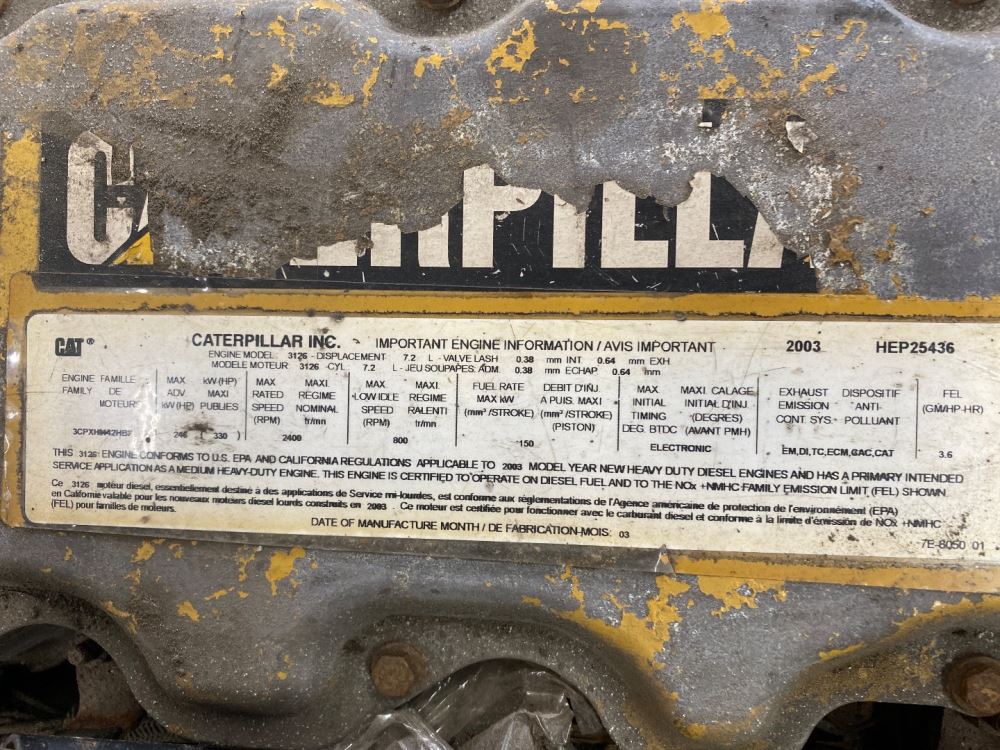 CATERPILLA
CAT® CATERPILLAR INC. IMPORTANT ENGINE INFORMATION / AVIS IMPORTANT 2003 HEP25436
ENGINE MODEL 3126 - DISPLACEMENT 7.2 L - VALVE LASH 0.38 mm INT 0.64 mm EXH
MODELE MOTEUR 3126 -CYL 7.2 L - JEU SOUPAPES: ADM 0.38 mm ECHAP 0.64 mm
ENGINE FAMILLE MAX kW(HP) MAX MAXI. MAX. MAXI. FUEL RATE DEBIT D'INJ. MAX. MAXI. CALAGE EXHAUST DISPOSITIF FEL
FAMILY DE ADV MAXI RATED REGIME LOW IDLE REGIME MAX kW A PUIS. MAXI INITIAL INITIAL D'INJ. EMISSION ANTI- (GM/HP-HR)
MOTEURS kW(HP) PUBLIES SPEED NOMINAL SPEED RALENTI (mm³/STROKE) (mm³/STROKE) TIMING (DEGRES) CONT. SYS. POLLUANT
(RPM) tr/mn (RPM) tr/mn (PISTON) DEG. BTDC (AVANT PMH)
246 ( 330 ) 2400 800 150 ELECTRONIC EM,DI,TC,ECM,GAC,CAT 3.6
THIS 3126 ENGINE CONFORMS TO U.S. EPA AND CALIFORNIA REGULATIONS APPLICABLE TO 2003 MODEL YEAR NEW HEAVY DUTY DIESEL ENGINES AND HAS A PRIMARY INTENDED
SERVICE APPLICATION AS A MEDIUM HEAVY-DUTY ENGINE. THIS ENGINE IS CERTIFIED TO OPERATE ON DIESEL FUEL AND TO THE NOx +NMHC FAMILY EMISSION LIMIT (FEL) SHOWN.
Ce 3126 moteur diesel, essentiellement destiné à des applications de Service mi-lourdes, est conforme aux réglementations de l'Agence américaine de protection de l'environnement (EPA)
en Californie valable pour les nouveaux moteurs diesel lourds construits en 2003 . Ce moteur est certifié pour fonctionner avec le carburant diesel et conforme à la limite d'émission de NOx +NMHC
(FEL) pour familles de moteurs.
DATE OF MANUFACTURE MONTH / DE FABRICATION-MOIS: 03
7E-8050 01